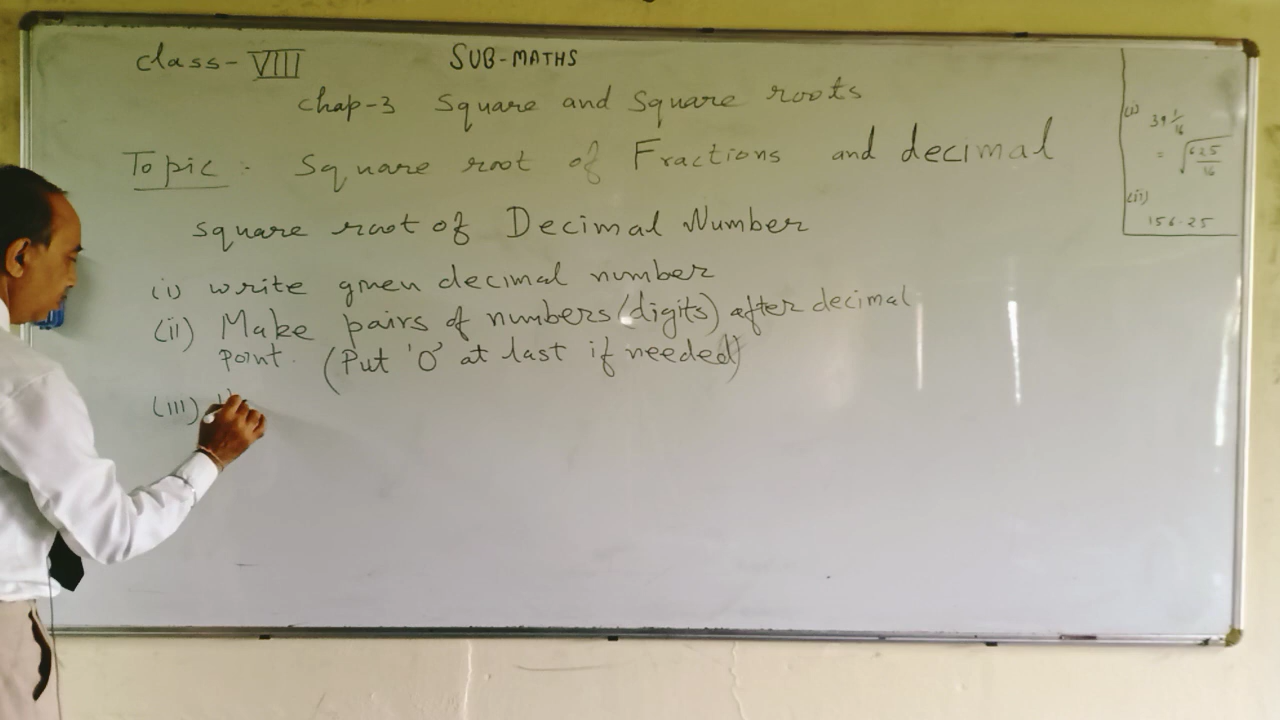 class - VIII
SUB-MATHS
chap-3 square and square roots
Topic: Square root of Fractions and decimal
square root of Decimal Number
(i) write given decimal number
(ii) Make pairs of numbers (digits) after decimal
point. (Put '0' at last if needed)
(iii)
(i)
39 1/16
= √625/16
(ii)
156.25